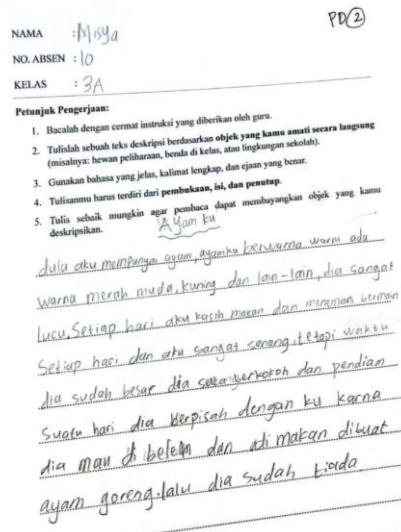 PD②
NAMA : Misya
NO. ABSEN : 10
KELAS : 3A
Petunjuk Pengerjaan:
1. Bacalah dengan cermat instruksi yang diberikan oleh guru.
2. Tulislah sebuah teks deskripsi berdasarkan objek yang kamu amati secara langsung
(misalnya: hewan peliharaan, benda di kelas, atau lingkungan sekolah).
3. Gunakan bahasa yang jelas, kalimat lengkap, dan ejaan yang benar.
4. Tulisanmu harus terdiri dari pembukaan, isi, dan penutup.
5. Tulis sebaik mungkin agar pembaca dapat membayangkan objek yang kamu
deskripsikan.
Ayam ku
dulu aku mempunya ayam, ayamku berwarna warni ada
warna merah muda, kuning dan lain-lain, dia sangat
lucu. Setiap hari aku kasih makan dan minuman bermain
Setiap hari dan aku sangat senang, tetapi waktu
dia sudah besar dia berkokoh dan pendiam
Suatu hari dia berpisah dengan ku karna
dia mau di dan di makan dibuat
ayam goreng. lalu dia sudah tiada